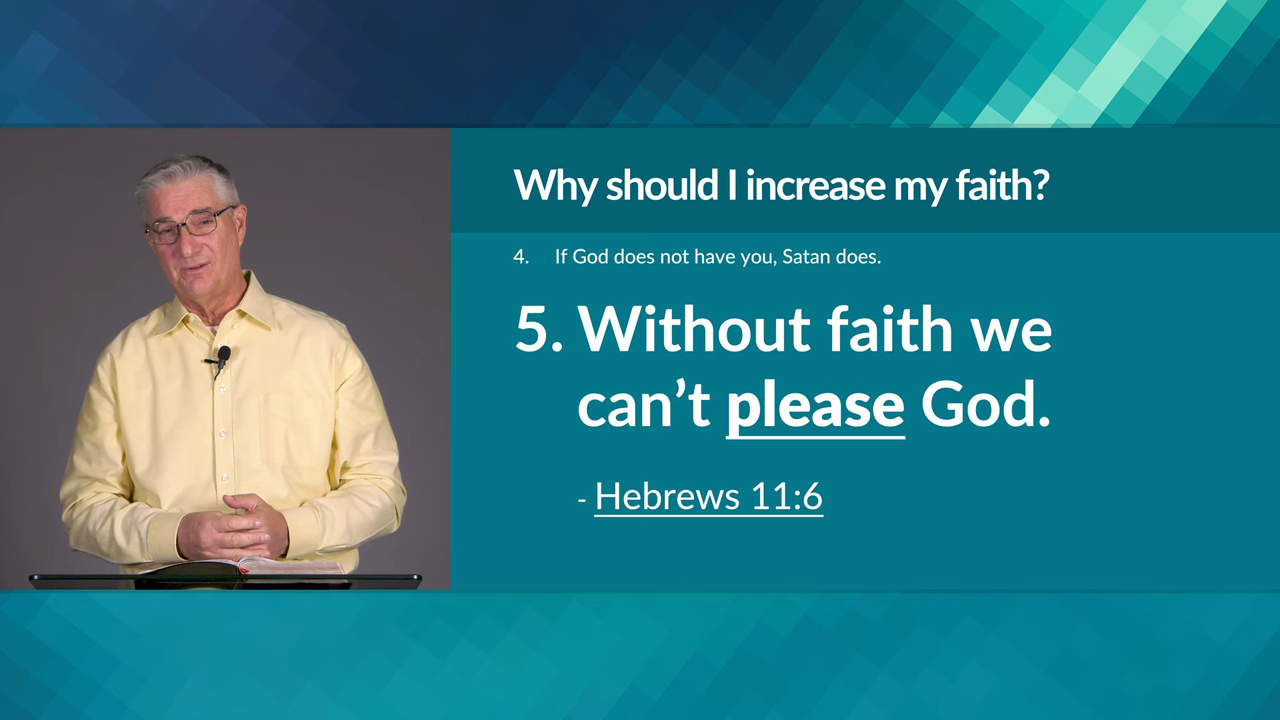 Why should I increase my faith?
4. If God does not have you, Satan does.
5. Without faith we
can’t please God.
- Hebrews 11:6